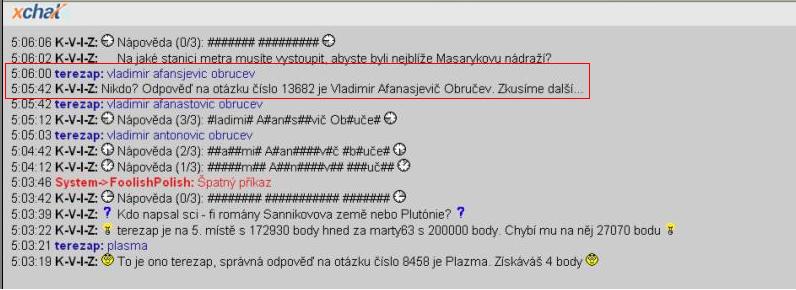 xchat
5:06:06 K-V-I-Z: Nápověda (0/3): ####### #########
5:06:02 K-V-I-Z: Na jaké stanici metra musíte vystoupit, abyste byli nejblíže Masarykovu nádraží?
5:06:00 terezap: vladimir afansjevic obrucev
5:05:42 K-V-I-Z: Nikdo? Odpověď na otázku číslo 13682 je Vladimir Afanasjevič Obručev. Zkusíme další...
5:05:42 terezap: vladimir afanastovic obrucev
5:05:12 K-V-I-Z: Nápověda (3/3): #ladimi# A#an#s##vič Ob#uče#
5:05:03 terezap: vladimir antonovic obrucev
5:04:42 K-V-I-Z: Nápověda (2/3): ##a##mi# A#an####v#č #b#uče#
5:04:12 K-V-I-Z: Nápověda (1/3): #####m## A##n####v## ###uč##
5:03:46 System->FoolishPolish: Špatný příkaz
5:03:42 K-V-I-Z: Nápověda (0/3): ######## ########### #######
5:03:39 K-V-I-Z: ? Kdo napsal sci - fi romány Sannikovova země nebo Plutónie? ?
5:03:22 K-V-I-Z: terezap je na 5. místě s 172930 body hned za marty63 s 200000 body. Chybí mu na něj 27070 bodu
5:03:21 terezap: plasma
5:03:19 K-V-I-Z: To je ono terezap, správná odpověď na otázku číslo 8458 je Plazma. Získáváš 4 body